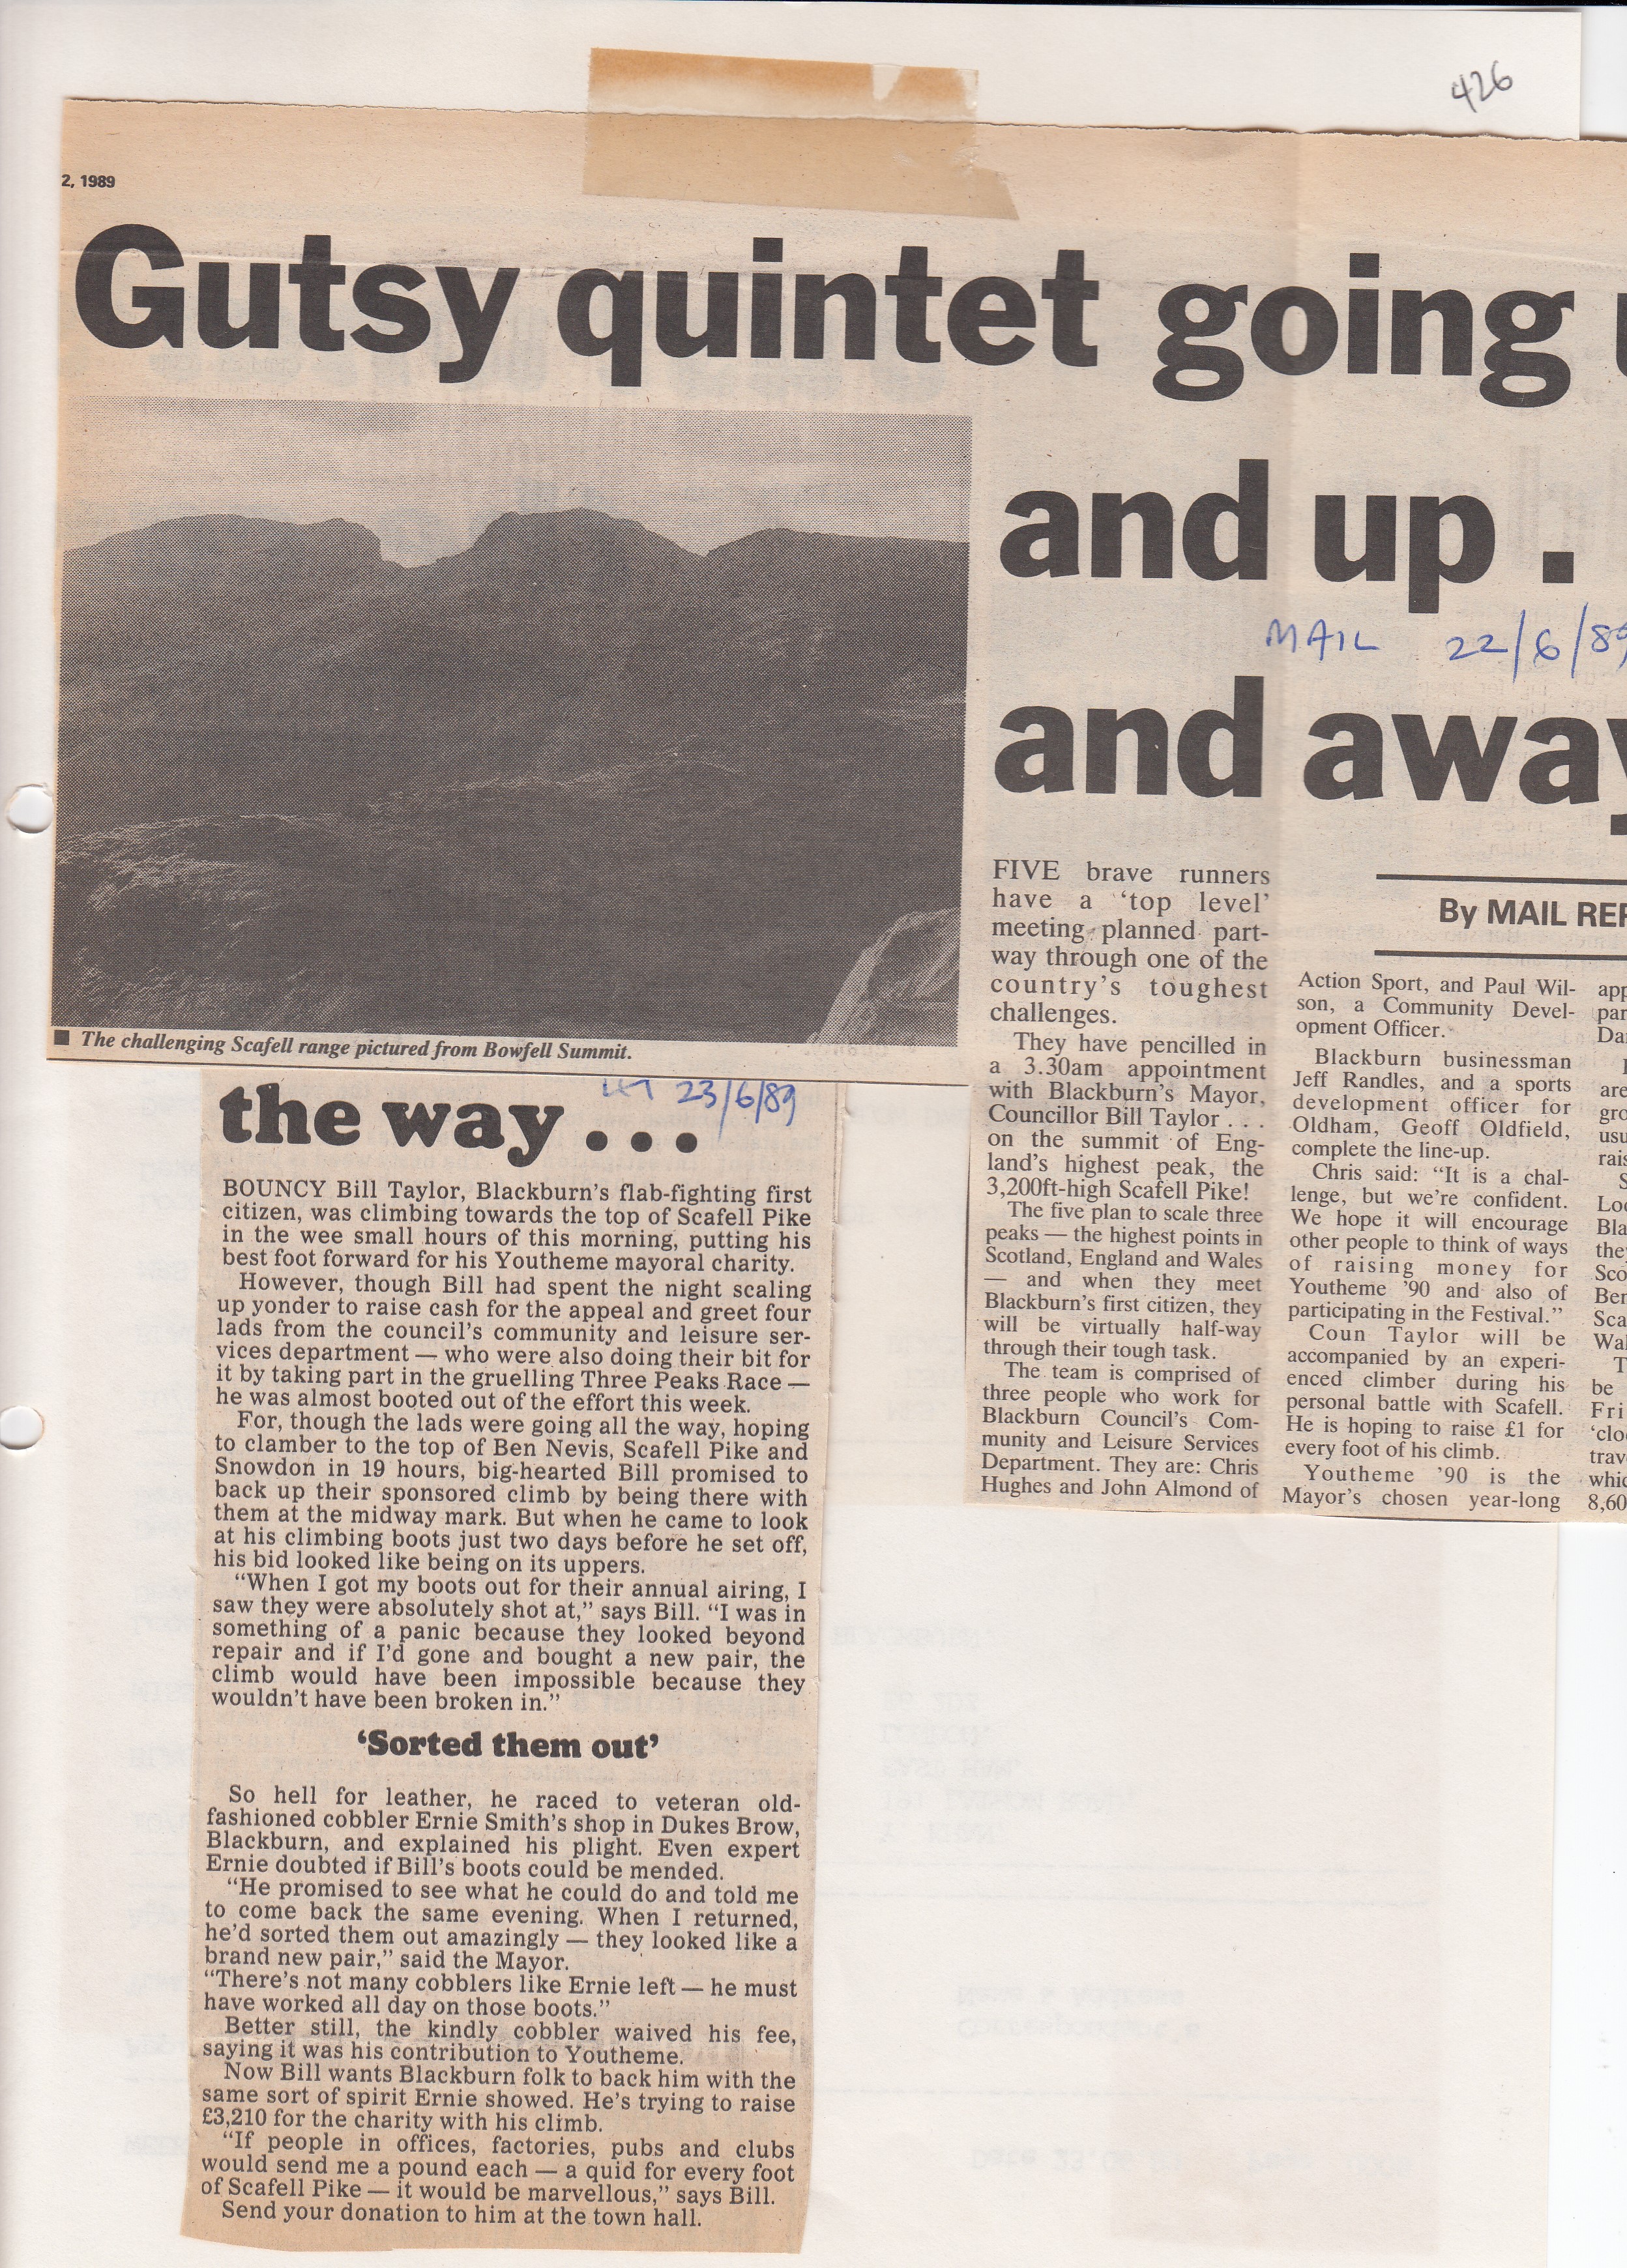 426
2, 1989
Gutsy quintet going
and up .
MAIL 22/6/89
and away
■ The challenging Scafell range pictured from Bowfell Summit.
FIVE brave runners
have a ‘top level’
meeting planned part-
way through one of the
country’s toughest
challenges.
They have pencilled in
a 3.30am appointment
with Blackburn’s Mayor,
Councillor Bill Taylor . . .
on the summit of Eng-
land’s highest peak, the
3,200ft-high Scafell Pike!
The five plan to scale three
peaks — the highest points in
Scotland, England and Wales
— and when they meet
Blackburn’s first citizen, they
will be virtually half-way
through their tough task.
The team is comprised of
three people who work for
Blackburn Council’s Com-
munity and Leisure Services
Department. They are: Chris
Hughes and John Almond of
By MAIL REP
Action Sport, and Paul Wil-
son, a Community Devel-
opment Officer.
Blackburn businessman
Jeff Randles, and a sports
development officer for
Oldham, Geoff Oldfield,
complete the line-up.
Chris said: “It is a chal-
lenge, but we’re confident.
We hope it will encourage
other people to think of ways
of raising money for
Youtheme ’90 and also of
participating in the Festival.”
Coun Taylor will be
accompanied by an experi-
enced climber during his
personal battle with Scafell.
He is hoping to raise £1 for
every foot of his climb.
Youtheme ’90 is the
Mayor’s chosen year-long
app
par
Da
are
gro
usu
rais
S
Loc
Bla
they
Sco
Ben
Sca
Wal
T
be
Fri
‘clo
trav
whic
8,60
23/6/89
the way . . .
BOUNCY Bill Taylor, Blackburn’s flab-fighting first
citizen, was climbing towards the top of Scafell Pike
in the wee small hours of this morning, putting his
best foot forward for his Youtheme mayoral charity.
However, though Bill had spent the night scaling
up yonder to raise cash for the appeal and greet four
lads from the council’s community and leisure ser-
vices department — who were also doing their bit for
it by taking part in the gruelling Three Peaks Race —
he was almost booted out of the effort this week.
For, though the lads were going all the way, hoping
to clamber to the top of Ben Nevis, Scafell Pike and
Snowdon in 19 hours, big-hearted Bill promised to
back up their sponsored climb by being there with
them at the midway mark. But when he came to look
at his climbing boots just two days before he set off,
his bid looked like being on its uppers.
“When I got my boots out for their annual airing, I
saw they were absolutely shot at,” says Bill. “I was in
something of a panic because they looked beyond
repair and if I’d gone and bought a new pair, the
climb would have been impossible because they
wouldn’t have been broken in.”
‘Sorted them out’
So hell for leather, he raced to veteran old-
fashioned cobbler Ernie Smith’s shop in Dukes Brow,
Blackburn, and explained his plight. Even expert
Ernie doubted if Bill’s boots could be mended.
“He promised to see what he could do and told me
to come back the same evening. When I returned,
he’d sorted them out amazingly — they looked like a
brand new pair,” said the Mayor.
“There’s not many cobblers like Ernie left — he must
have worked all day on those boots.”
Better still, the kindly cobbler waived his fee,
saying it was his contribution to Youtheme.
Now Bill wants Blackburn folk to back him with the
same sort of spirit Ernie showed. He’s trying to raise
£3,210 for the charity with his climb.
“If people in offices, factories, pubs and clubs
would send me a pound each — a quid for every foot
of Scafell Pike — it would be marvellous,” says Bill.
Send your donation to him at the town hall.